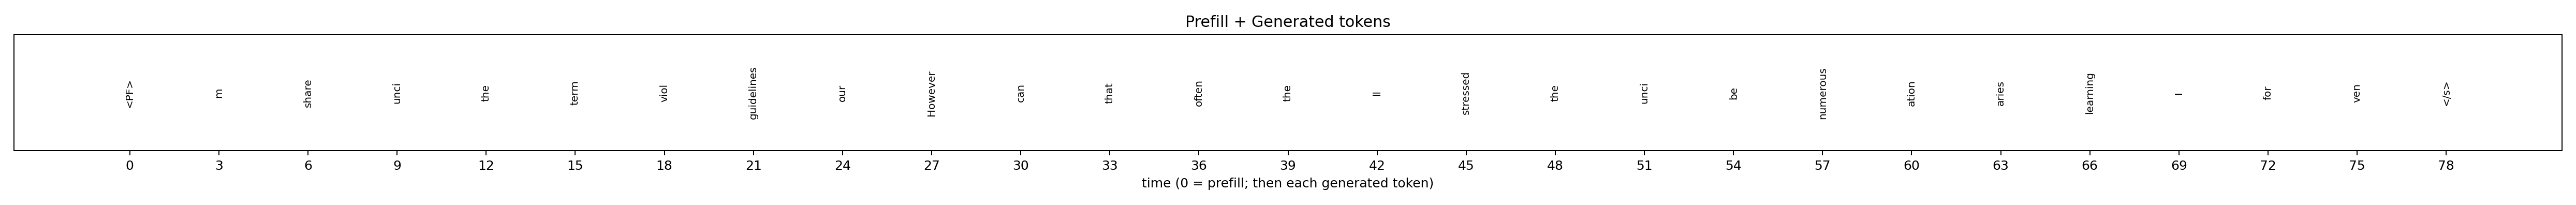 Prefill + Generated tokens
<PF> m share unci the term viol guidelines our However can that often the ll stressed the unci be numerous ation aries learning I for ven </s>
0 3 6 9 12 15 18 21 24 27 30 33 36 39 42 45 48 51 54 57 60 63 66 69 72 75 78
time (0 = prefill; then each generated token)